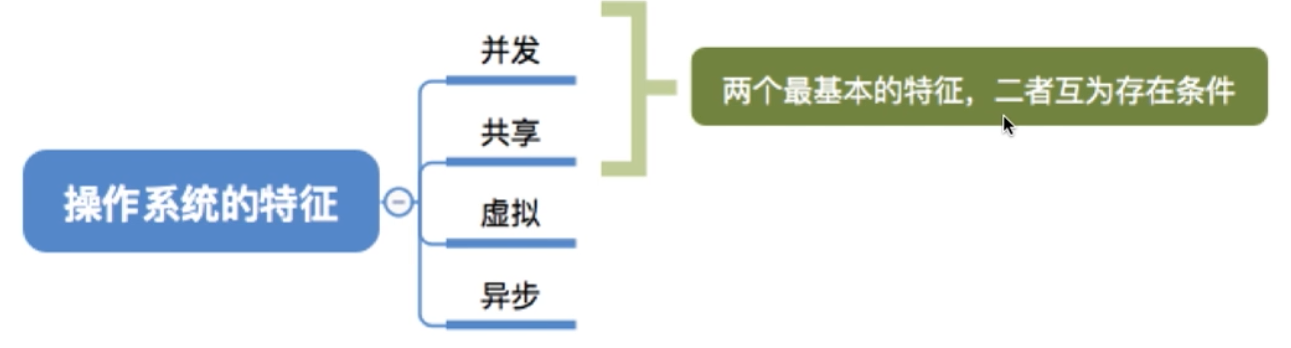 并发
两个最基本的特征，二者互为存在条件
共享
操作系统的特征
虚拟
异步